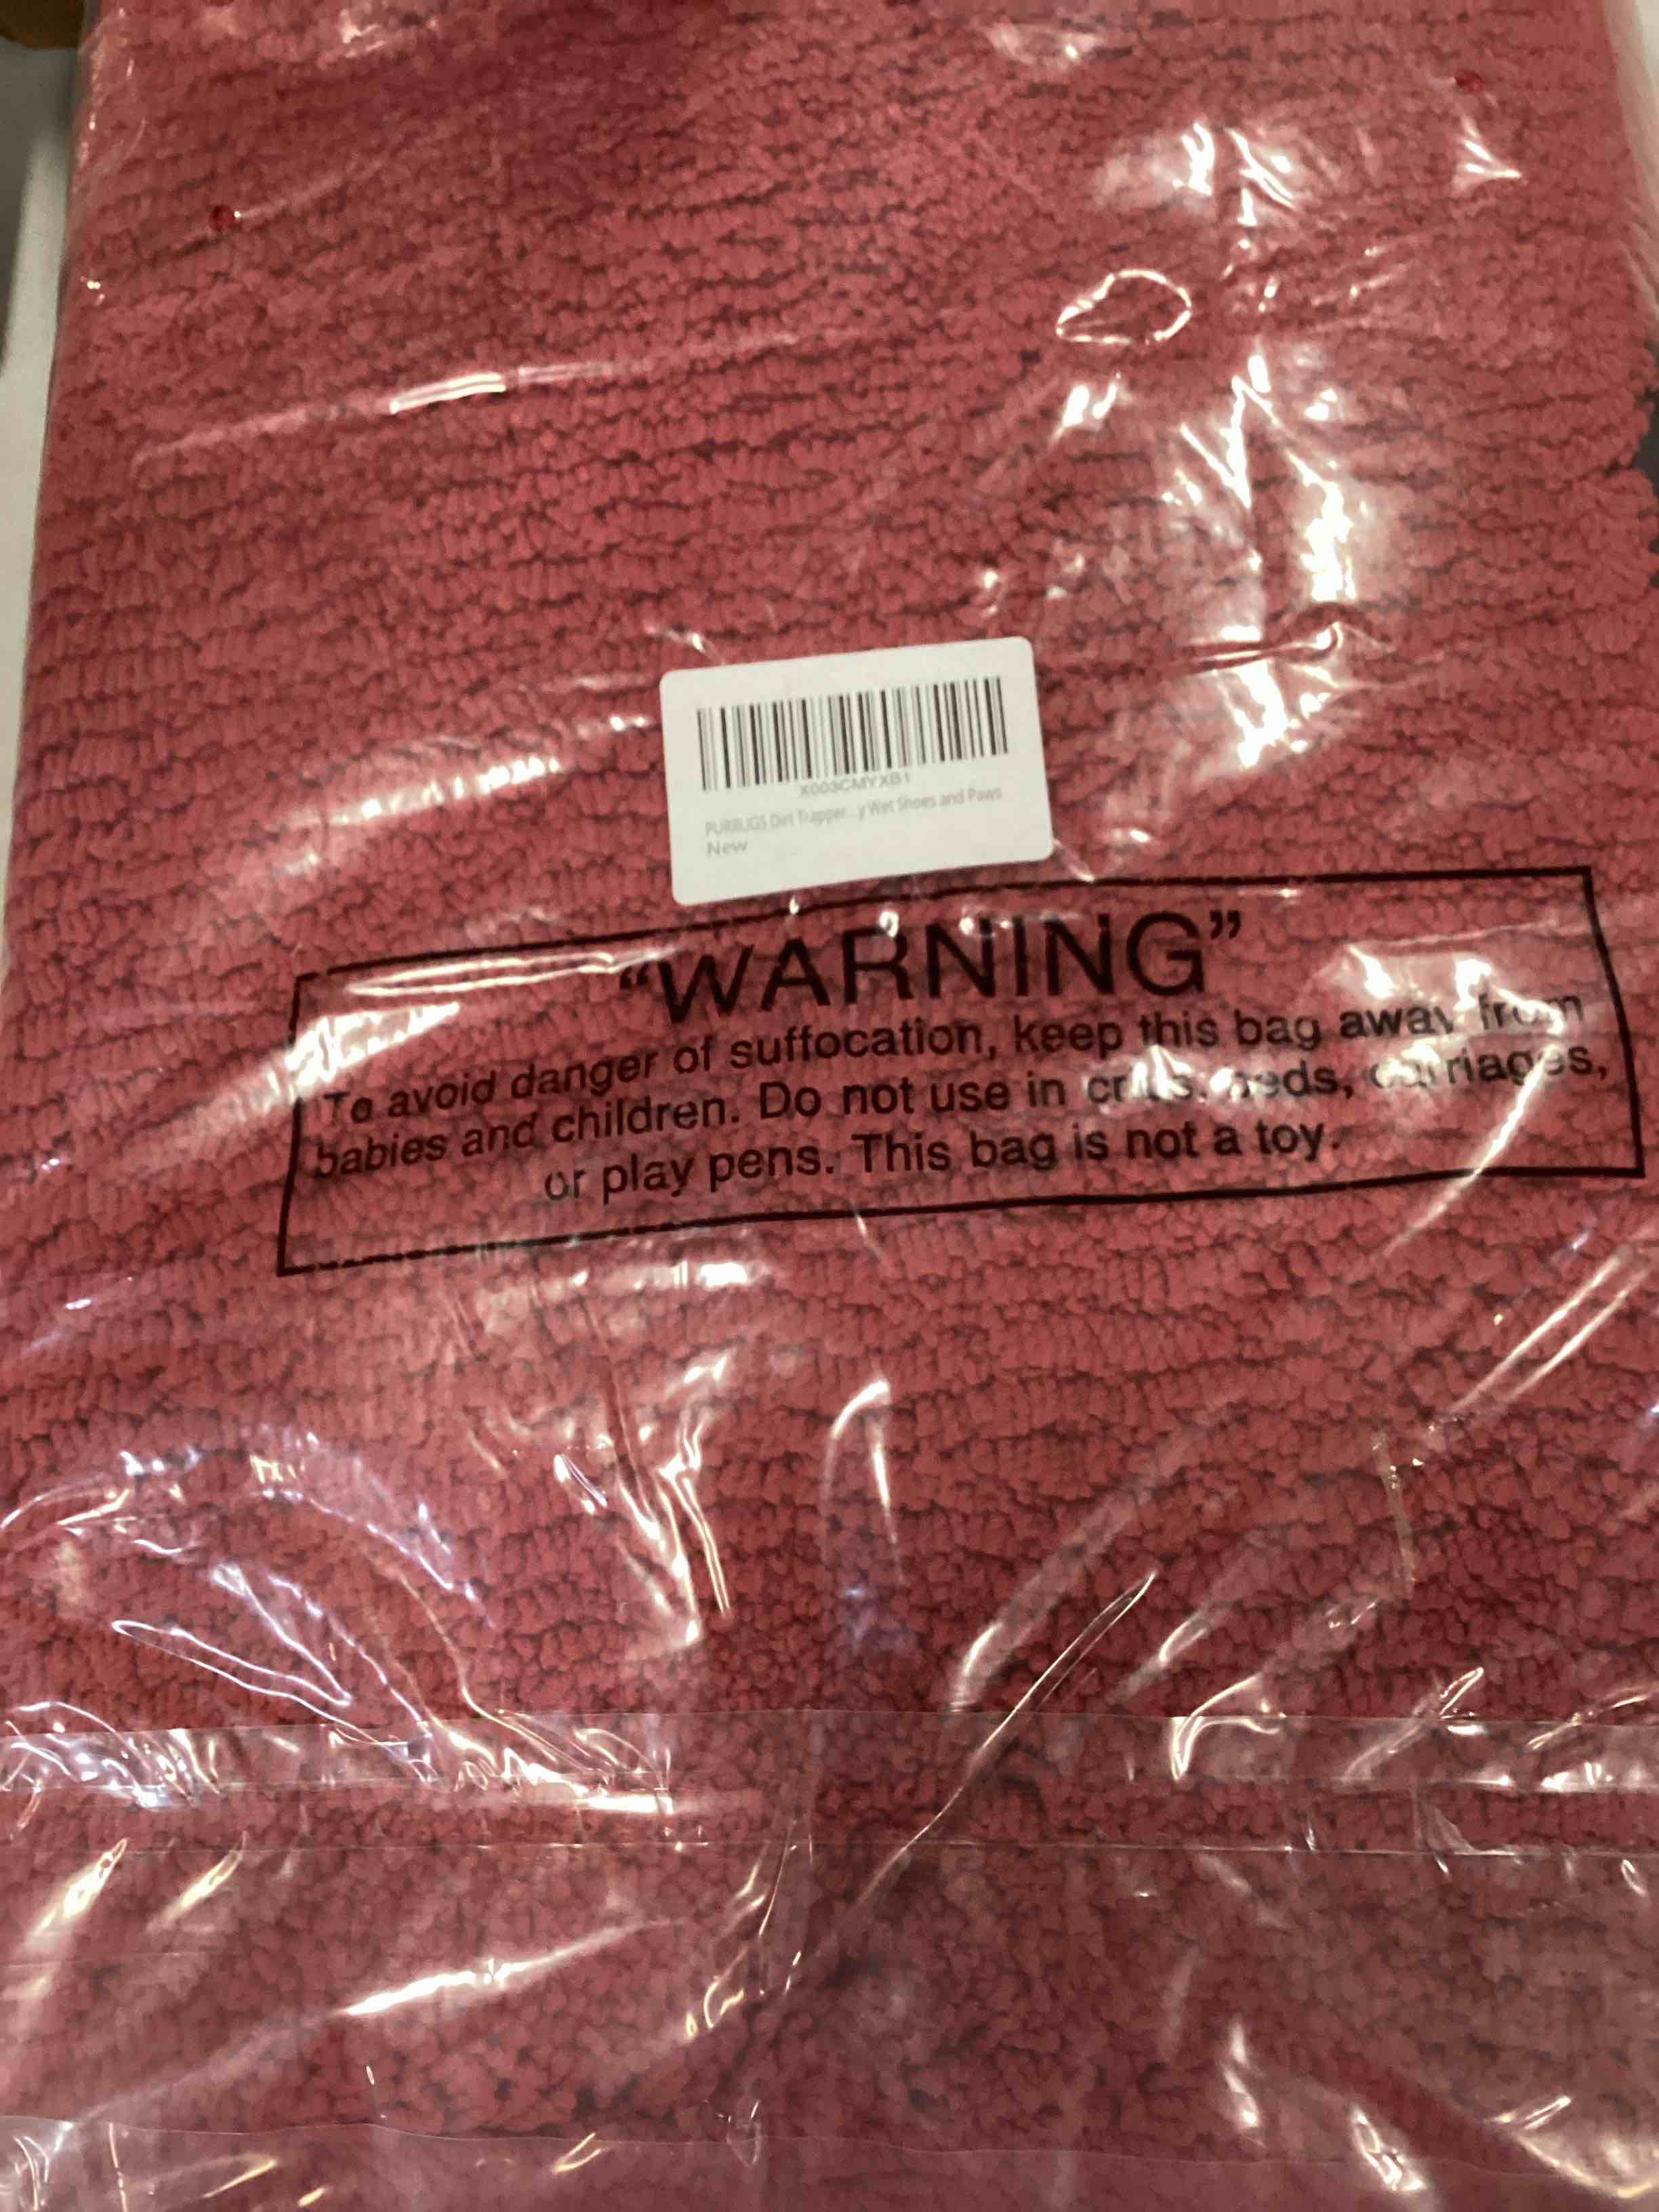 X003CMYXB1
PURRUGS Dirt Trapper...y Wet Shoes and Paws
New
“WARNING”
To avoid danger of suffocation, keep this bag away from
babies and children. Do not use in cribs, beds, carriages,
or play pens. This bag is not a toy.